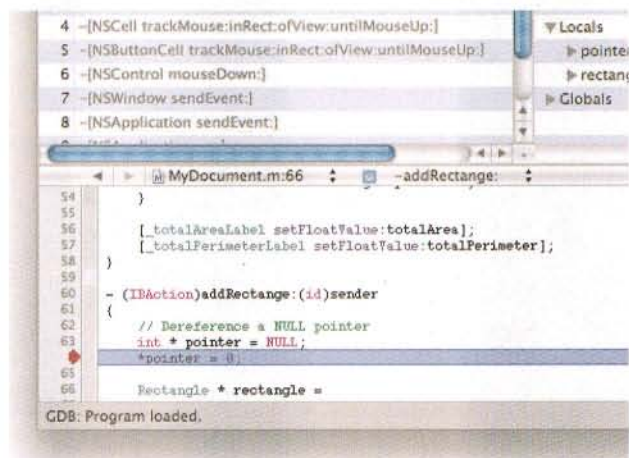 4 -[NSCell trackMouse:inRect:ofView:untilMouseUp:]
5 -[NSButtonCell trackMouse:inRect:ofView:untilMouseUp:]
6 -[NSControl mouseDown:]
7 -[NSWindow sendEvent:]
8 -[NSApplication sendEvent:]
Locals
pointer
rectang
Globals
MyDocument.m:66 -addRectange:
54 }
55
56 [_totalAreaLabel setFloatValue:totalArea];
57 [_totalPerimeterLabel setFloatValue:totalPerimeter];
58 }
59
60 - (IBAction)addRectange:(id)sender
61 {
62 // Dereference a NULL pointer
63 int * pointer = NULL;
*pointer = 0;
65
66 Rectangle * rectangle =
GDB: Program loaded.